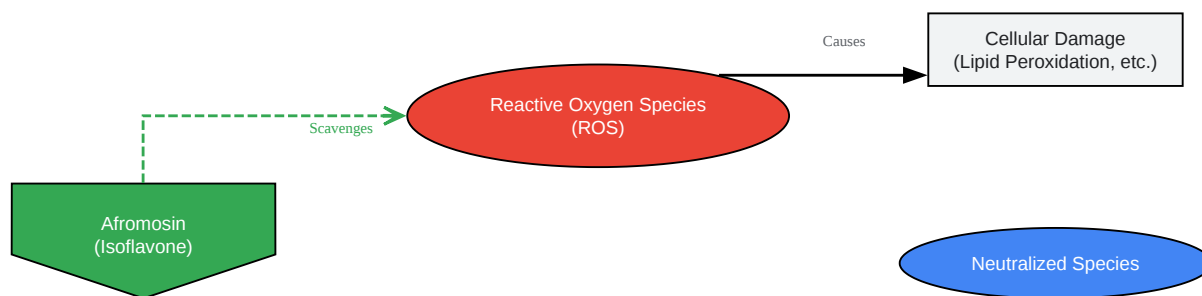 Causes
Cellular Damage
(Lipid Peroxidation, etc.)
Reactive Oxygen Species
(ROS)
Scavenges
Afromosin
(Isoflavone)
Neutralized Species